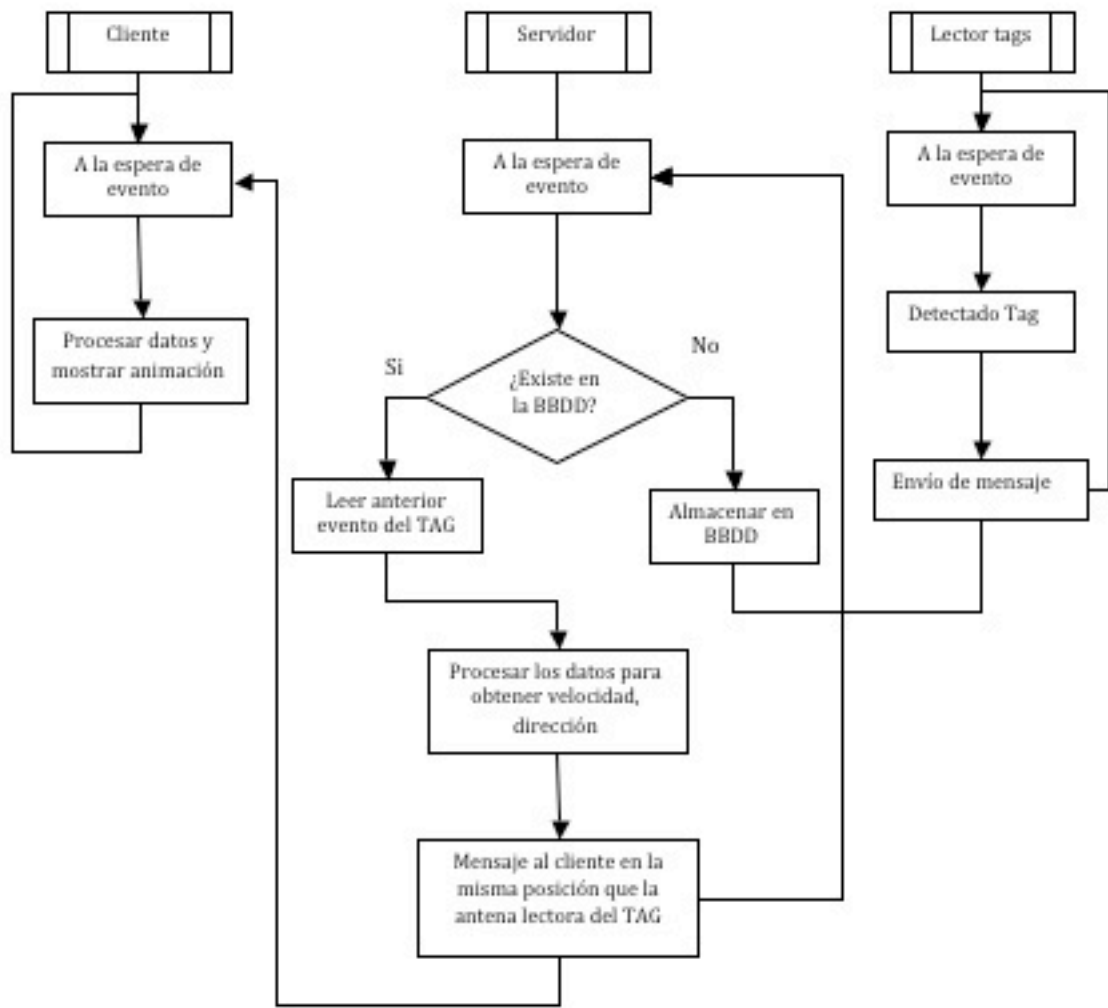 Cliente
A la espera de
evento
Procesar datos y
mostrar animación
Servidor
A la espera de
evento
¿Existe en
la BBDD?
Si
No
Leer anterior
evento del TAG
Almacenar en
BBDD
Procesar los datos para
obtener velocidad,
dirección
Mensaje al cliente en la
misma posición que la
antena lectora del TAG
Lector tags
A la espera de
evento
Detectado Tag
Envío de mensaje